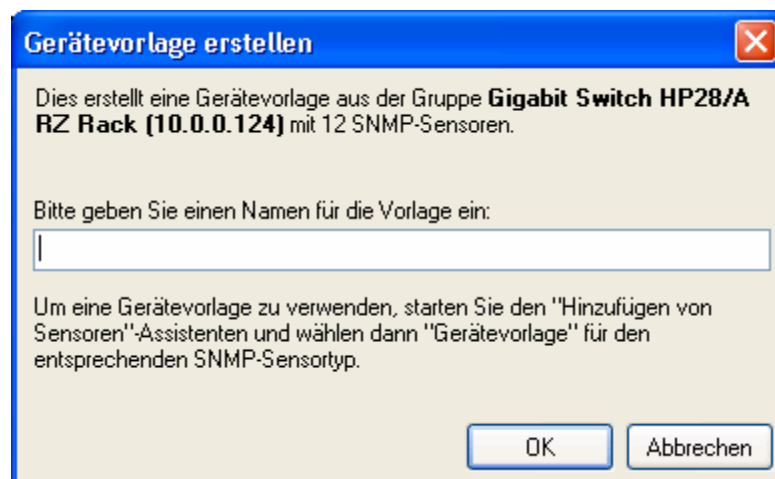 Gerätevorlage erstellen
Dies erstellt eine Gerätevorlage aus der Gruppe Gigabit Switch HP28/A
RZ Rack (10.0.0.124) mit 12 SNMP-Sensoren.
Bitte geben Sie einen Namen für die Vorlage ein:
Um eine Gerätevorlage zu verwenden, starten Sie den "Hinzufügen von
Sensoren"-Assistenten und wählen dann "Gerätevorlage" für den
entsprechenden SNMP-Sensortyp.
OK Abbrechen